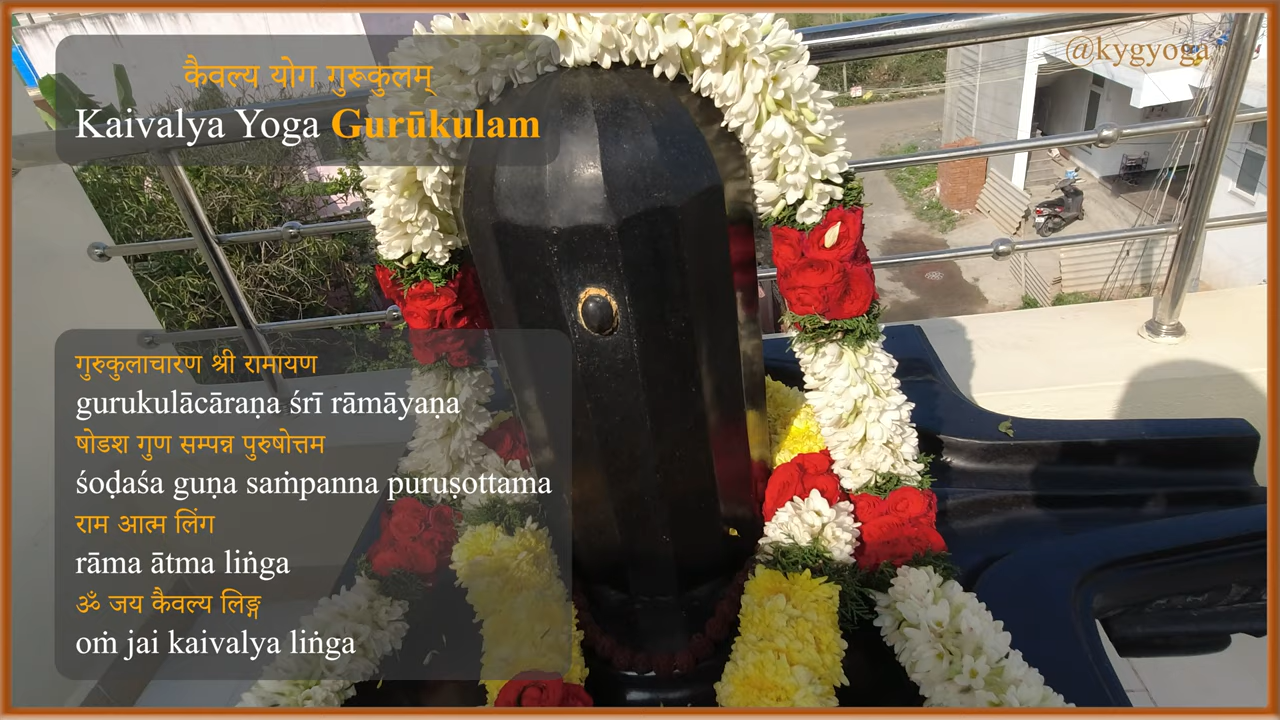 कैवल्य योग गुरूकुलम्
Kaivalya Yoga Gurūkulam
@kygyoga
गुरुकुलाचारण श्री रामायण
gurukulācāraṇa śrī rāmāyaṇa
षोडश गुण सम्पन्न पुरुषोत्तम
śoḍaśa guṇa saṁpanna puruṣottama
राम आत्म लिंग
rāma ātma liṅga
ॐ जय कैवल्य लिङ्ग
oṁ jai kaivalya liṅga